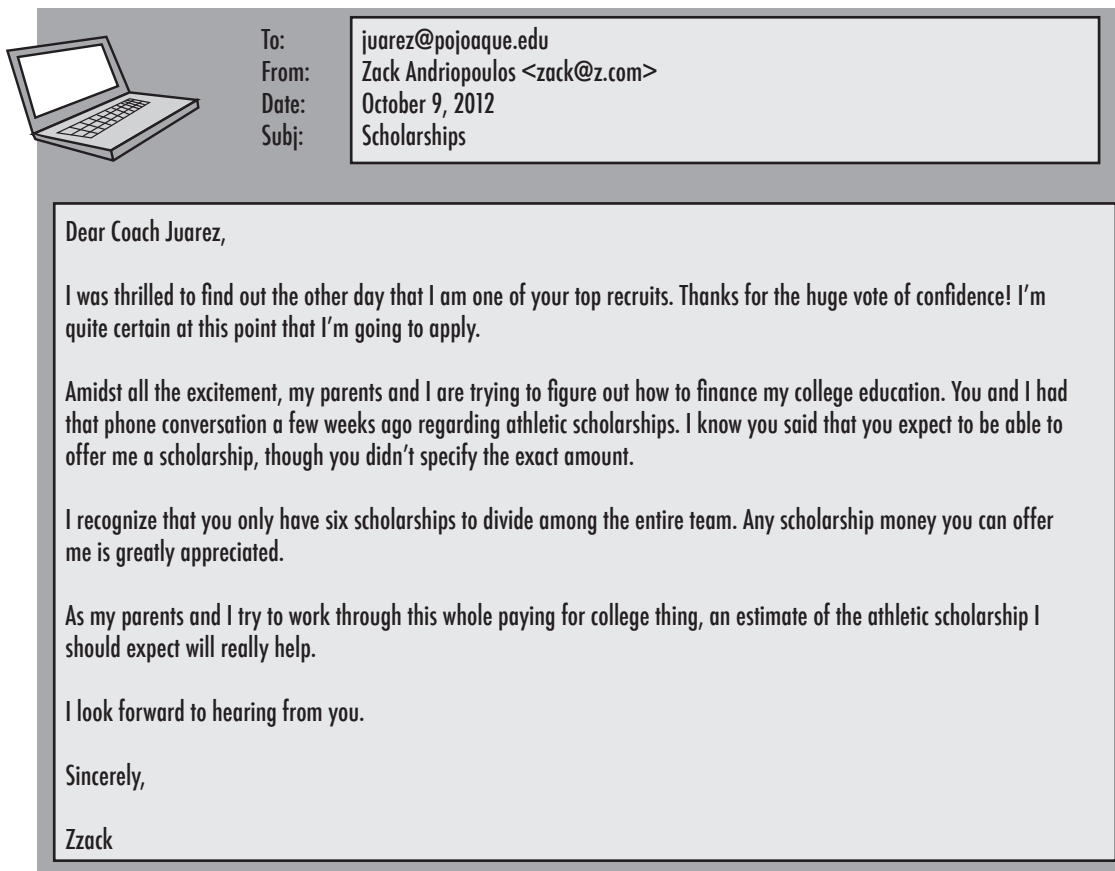 To: juarez@pojoaque.edu
From: Zack Andriopoulos <zack@z.com>
Date: October 9, 2012
Subj: Scholarships
Dear Coach Juarez,
I was thrilled to find out the other day that I am one of your top recruits. Thanks for the huge vote of confidence! I'm
quite certain at this point that I'm going to apply.
Amidst all the excitement, my parents and I are trying to figure out how to finance my college education. You and I had
that phone conversation a few weeks ago regarding athletic scholarships. I know you said that you expect to be able to
offer me a scholarship, though you didn't specify the exact amount.
I recognize that you only have six scholarships to divide among the entire team. Any scholarship money you can offer
me is greatly appreciated.
As my parents and I try to work through this whole paying for college thing, an estimate of the athletic scholarship I
should expect will really help.
I look forward to hearing from you.
Sincerely,
Zzack